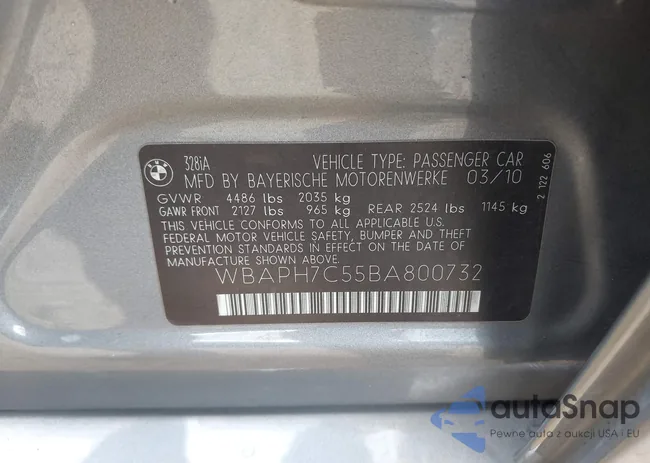 BMW
328iA VEHICLE TYPE: PASSENGER CAR
MFD BY BAYERISCHE MOTORENWERKE 03/10
GVWR 4486 lbs 2035 kg
GAWR FRONT 2127 lbs 965 kg REAR 2524 lbs 1145 kg
THIS VEHICLE CONFORMS TO ALL APPLICABLE U.S.
FEDERAL MOTOR VEHICLE SAFETY, BUMPER AND THEFT
PREVENTION STANDARDS IN EFFECT ON THE DATE OF
MANUFACTURE SHOWN ABOVE.
WBAPH7C55BA800732
2 122 606
autoSnap
Pewne auta z aukcji USA i EU